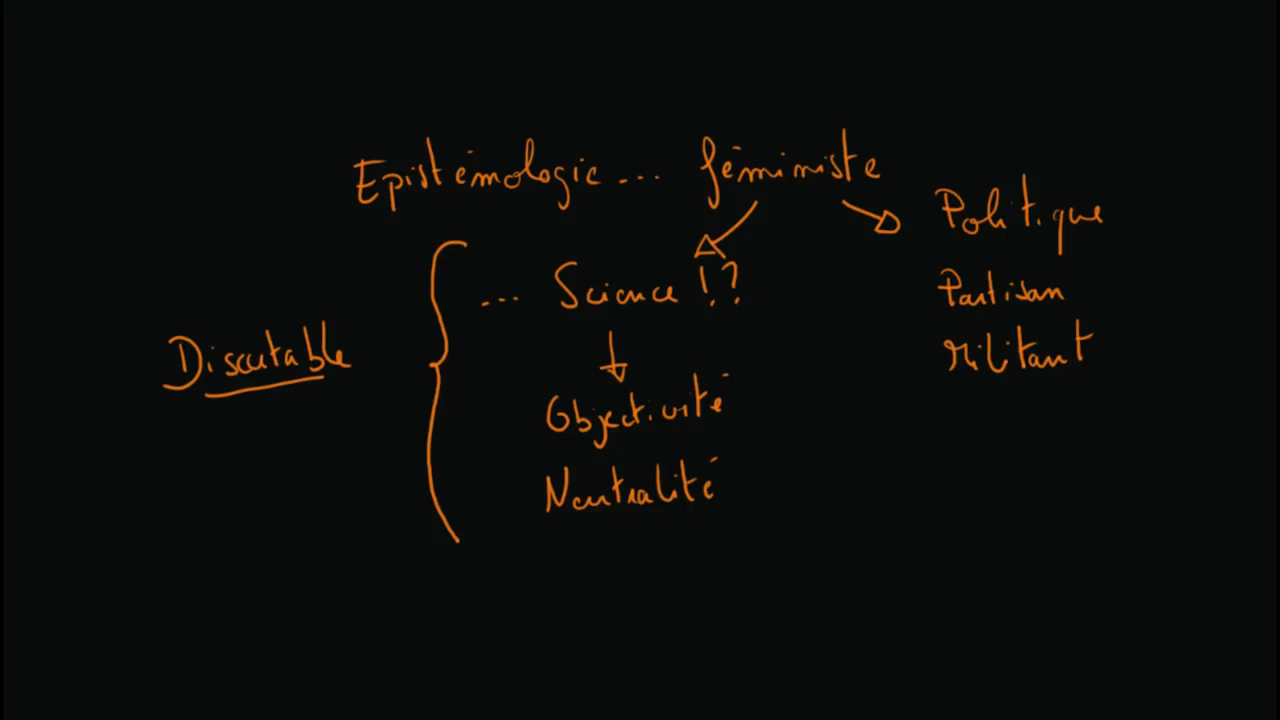 Epistémologie... féministe
Politique
Partisan
Militant
... Science !?
Objectivité
Neutralité
Discutable